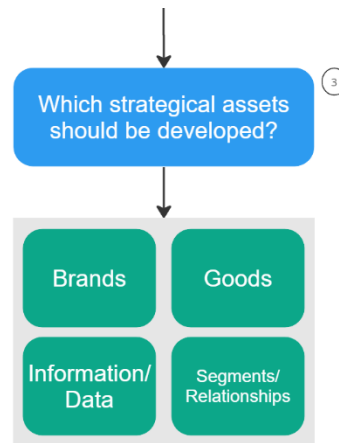 Which strategical assets
should be developed?
3
Brands
Goods
Information/
Data
Segments/
Relationships